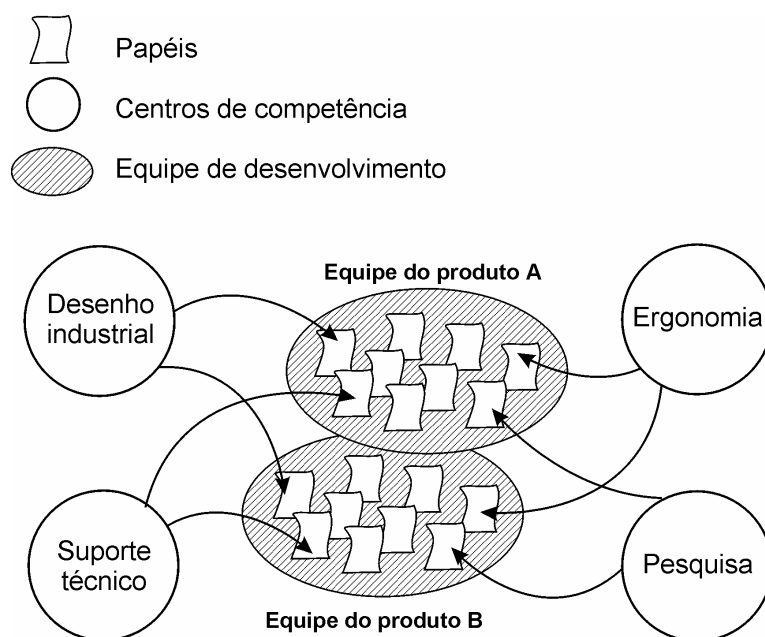 Papéis
Centros de competência
Equipe de desenvolvimento
Equipe do produto A
Desenho
industrial
Ergonomia
Suporte
técnico
Pesquisa
Equipe do produto B